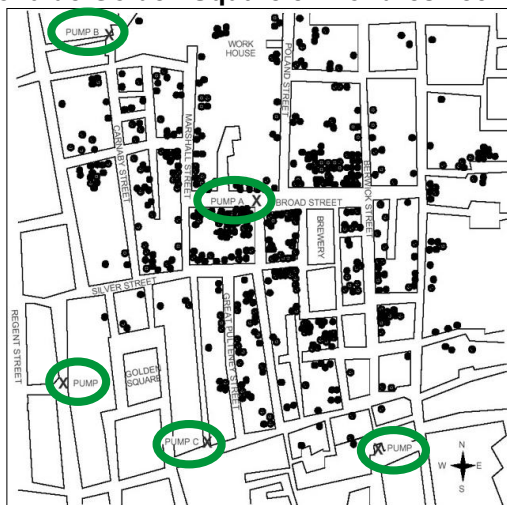 PUMP B
WORK
HOUSE
POLAND STREET
CARNABY STREET
MARSHALL STREET
BERWICK STREET
PUMP A
BROAD STREET
BREWERY
SILVER STREET
REGENT STREET
GREAT PULTENEY STREET
GOLDEN
SQUARE
PUMP
PUMP C
PUMP
N
W
E
S